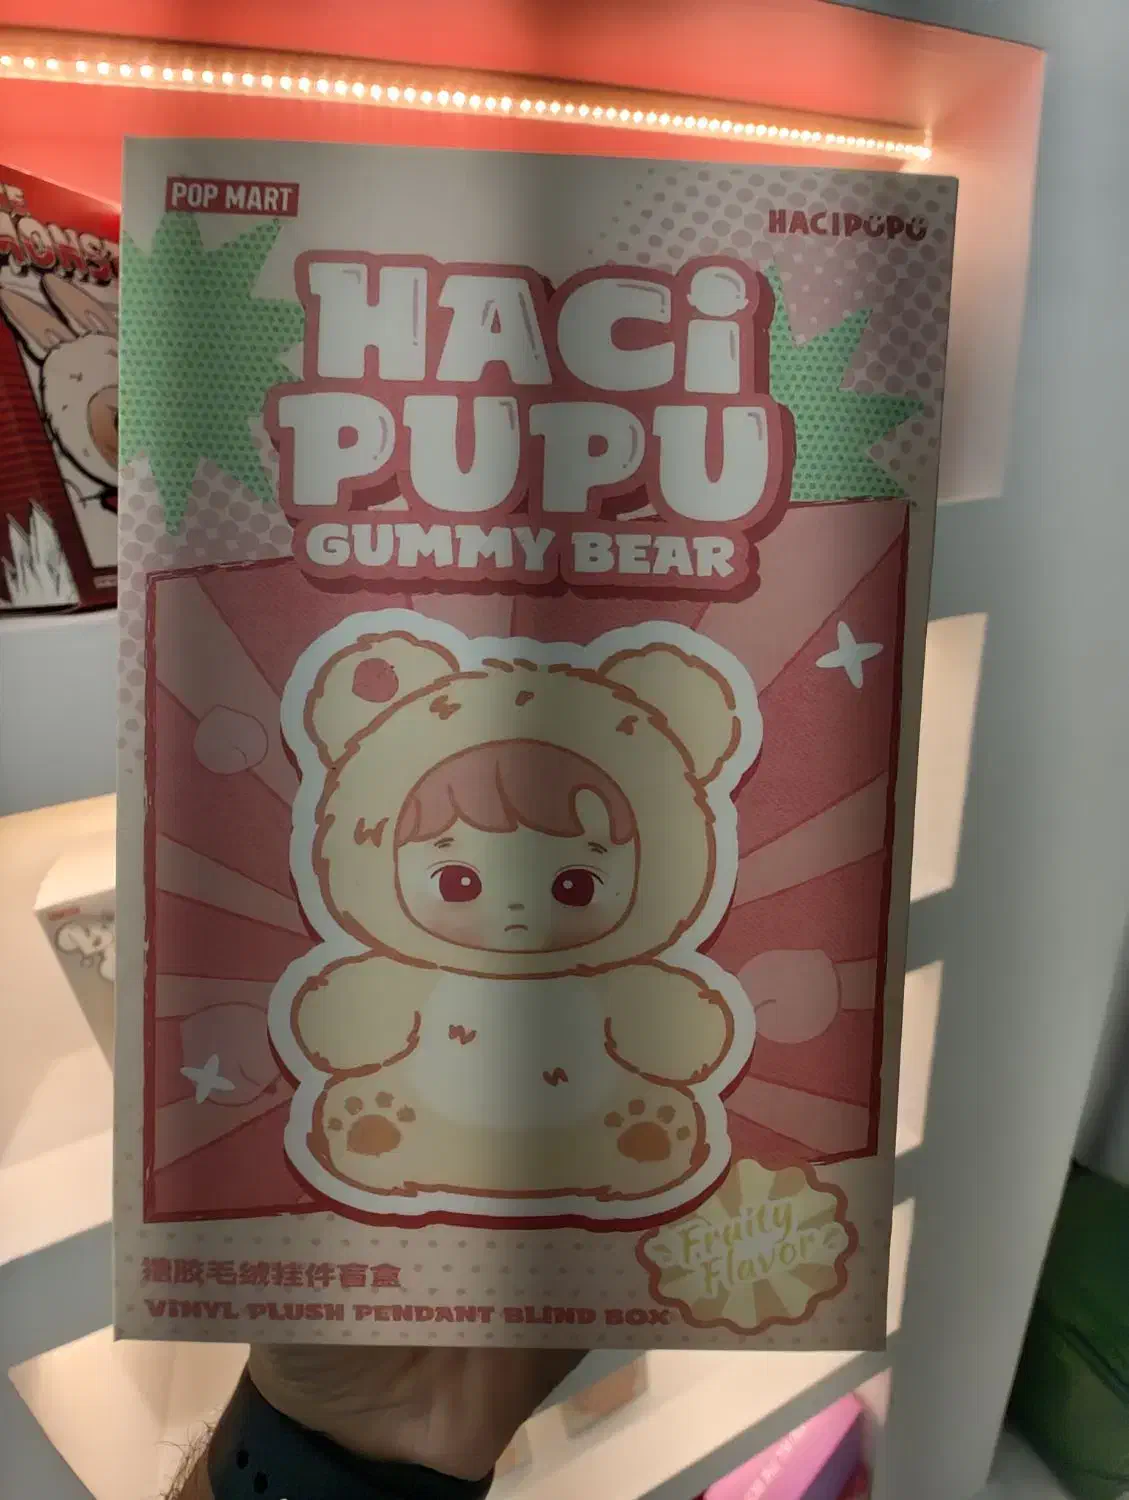 POP MART
HACIPUPU
HACI
PUPU
GUMMY BEAR
Fruity
Flavor
搪胶毛绒挂件盲盒
VINYL PLUSH PENDANT BLIND BOX